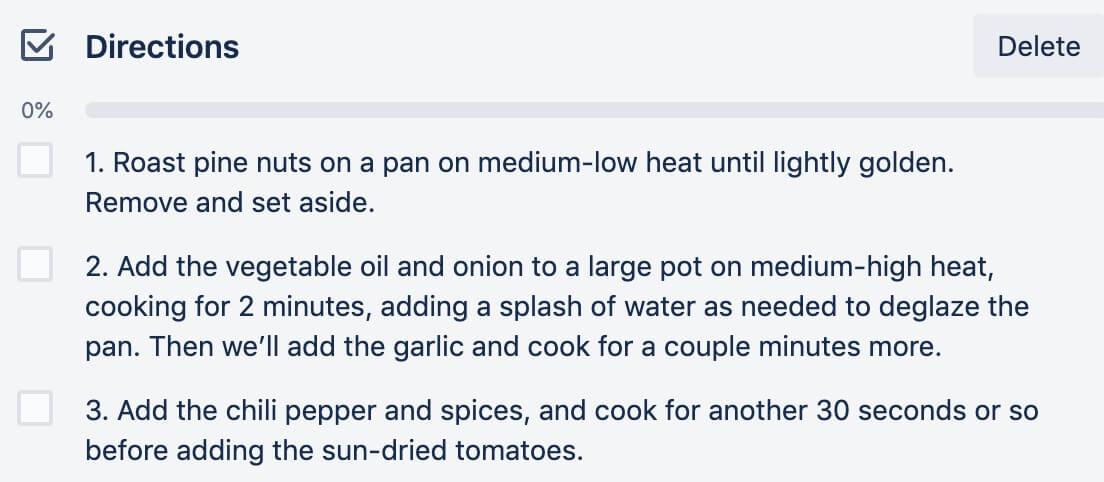 Directions
Delete
0%
1. Roast pine nuts on a pan on medium-low heat until lightly golden.
Remove and set aside.
2. Add the vegetable oil and onion to a large pot on medium-high heat,
cooking for 2 minutes, adding a splash of water as needed to deglaze the
pan. Then we’ll add the garlic and cook for a couple minutes more.
3. Add the chili pepper and spices, and cook for another 30 seconds or so
before adding the sun-dried tomatoes.